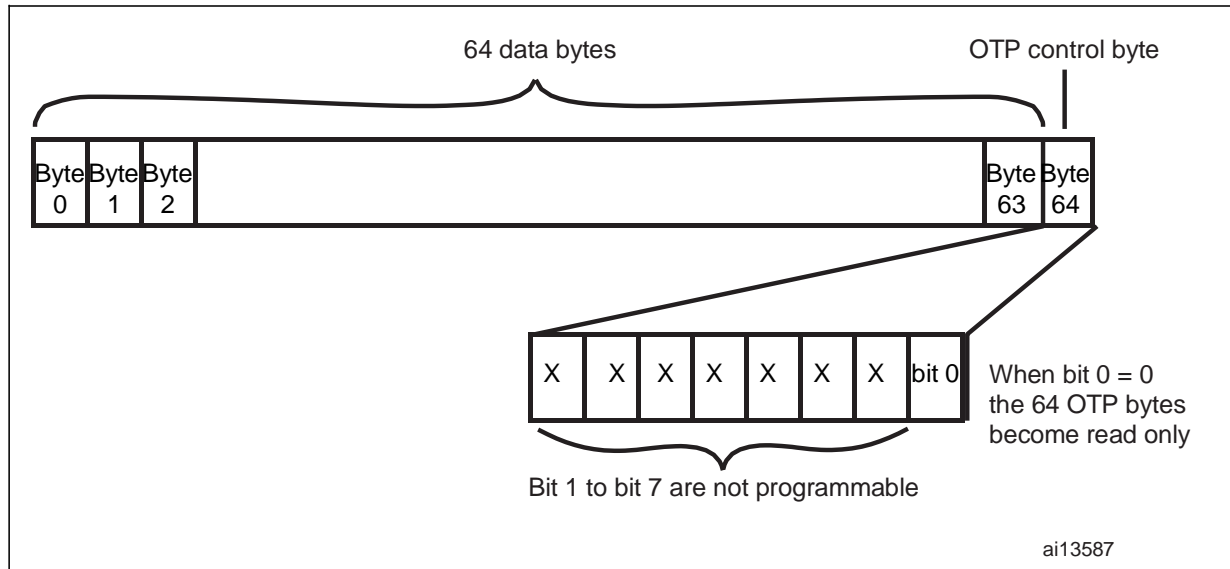 64 data bytes
OTP control byte
Byte 0
Byte 1
Byte 2
Byte 63
Byte 64
X X X X X X X bit 0
When bit 0 = 0
the 64 OTP bytes
become read only
Bit 1 to bit 7 are not programmable
ai13587